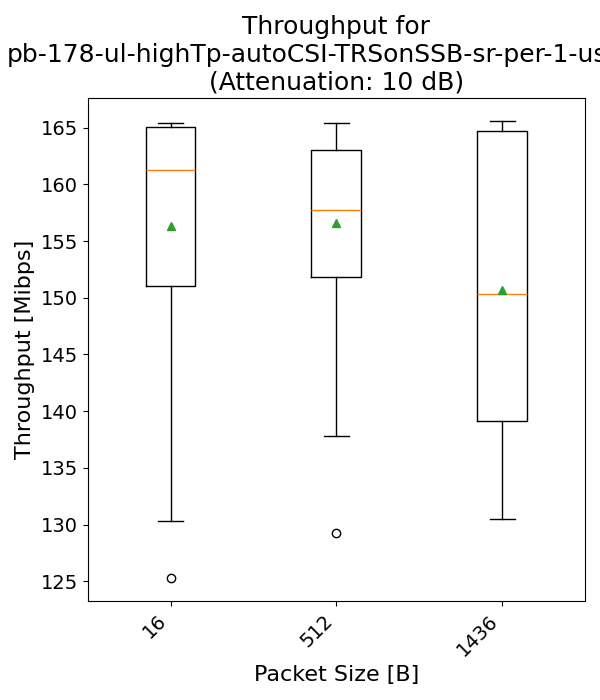 Throughput for
pb-178-ul-highTp-autoCSI-TRSonSSB-sr-per-1-us
(Attenuation: 10 dB)
165
160
155
150
145
140
135
130
125
Throughput [Mibps]
16
512
1436
Packet Size [B]